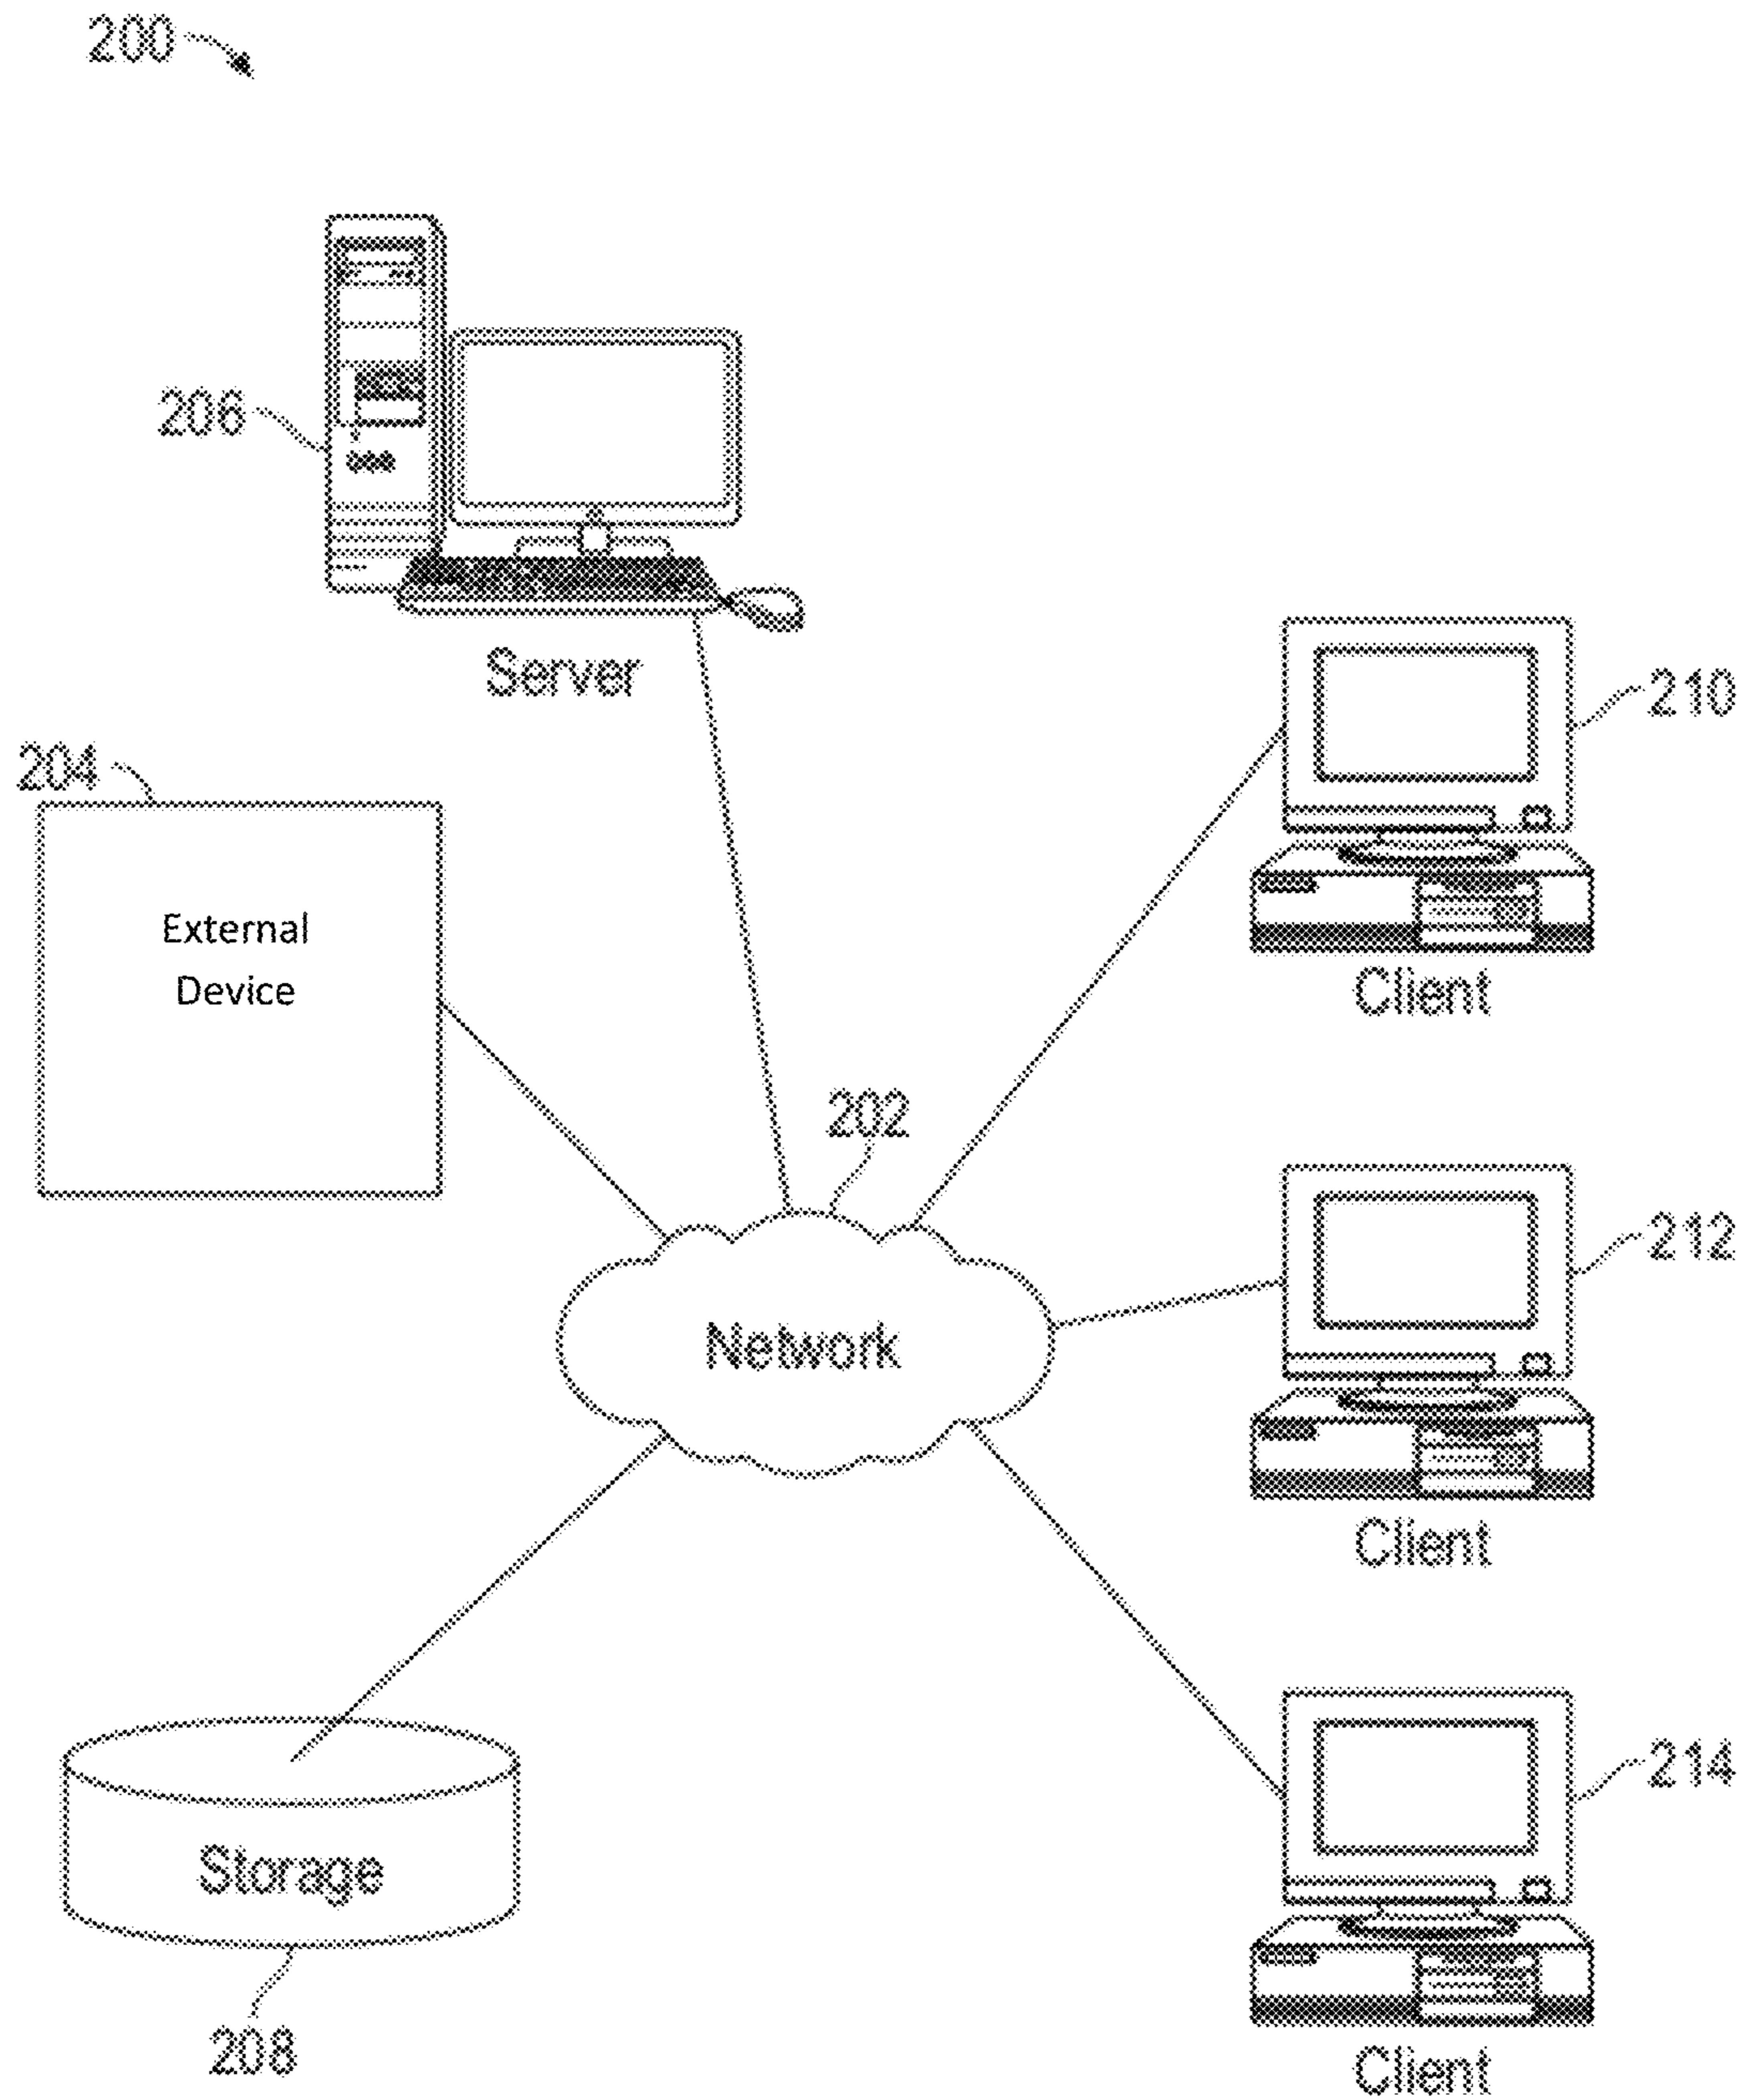 200
206
Server
210
204
External
Device
Client
202
212
Network
Client
214
Storage
208
Client